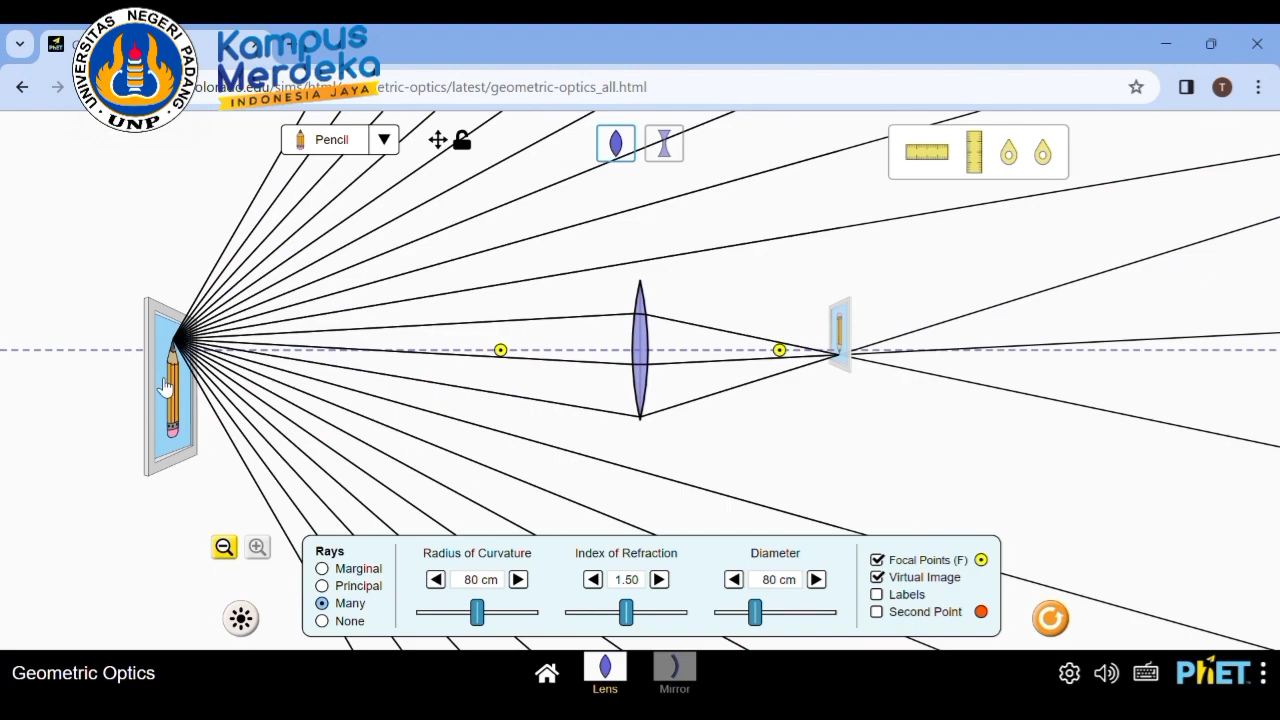 PhET
UNIVERSITAS NEGERI PADANG
UNP
Kampus
Merdeka
INDONESIA JAYA
etric-optics/latest/geometric-optics_all.html
T
Pencil
Rays
Marginal
Principal
Many
None
Radius of Curvature
80 cm
Index of Refraction
1.50
Diameter
80 cm
Focal Points (F)
Virtual Image
Labels
Second Point
Geometric Optics
Lens
Mirror
PhET